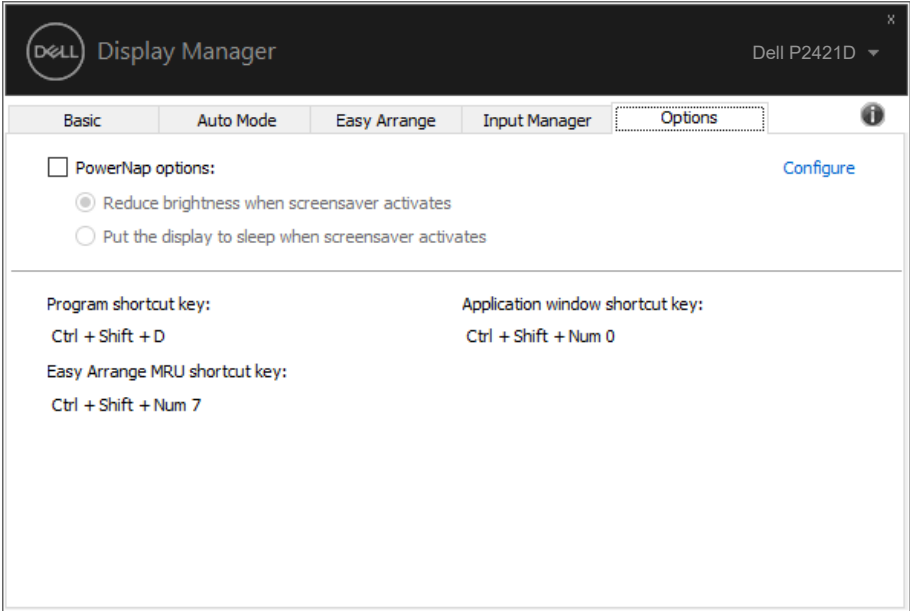 x
DELL Display Manager
Dell P2421D
Basic Auto Mode Easy Arrange Input Manager Options
PowerNap options: Configure
Reduce brightness when screensaver activates
Put the display to sleep when screensaver activates
Program shortcut key: Application window shortcut key:
Ctrl + Shift + D Ctrl + Shift + Num 0
Easy Arrange MRU shortcut key:
Ctrl + Shift + Num 7